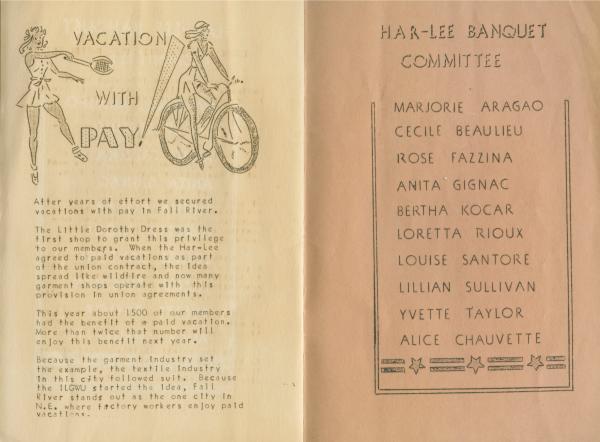 VACATION
WITH
PAY!
After years of effort we secured
vacations with pay in Fall River.
The Little Dorothy Dress was the
first shop to grant this privilege
to our members. When the Har-Lee
agreed to paid vacations as part
of the union contract, the idea
spread like wildfire and now many
garment shops operate with this
provision in union agreements.
This year about 1500 of our members
had the benefit of a paid vacation.
More than twice that number will
enjoy this benefit next year.
Because the garment industry set
the example, the textile industry
in this city followed suit. Because
the ILGWU started the idea, Fall
River stands out as the one city in
N.E. where factory workers enjoy paid
vacations.
HAR-LEE BANQUET
COMMITTEE
MARJORIE ARAGAO
CECILE BEAULIEU
ROSE FAZZINA
ANITA GIGNAC
BERTHA KOCAR
LORETTA RIOUX
LOUISE SANTORE
LILLIAN SULLIVAN
YVETTE TAYLOR
ALICE CHAUVETTE